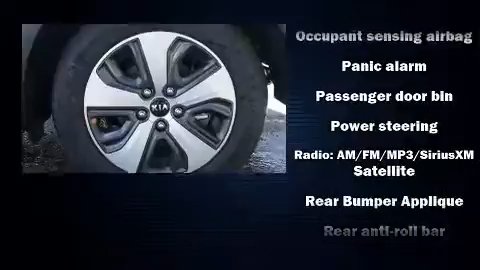 KIA
Occupant sensing airbag
Panic alarm
Passenger door bin
Power steering
Radio: AM/FM/MP3/SiriusXM
Satellite
Rear Bumper Applique
Rear anti-roll bar